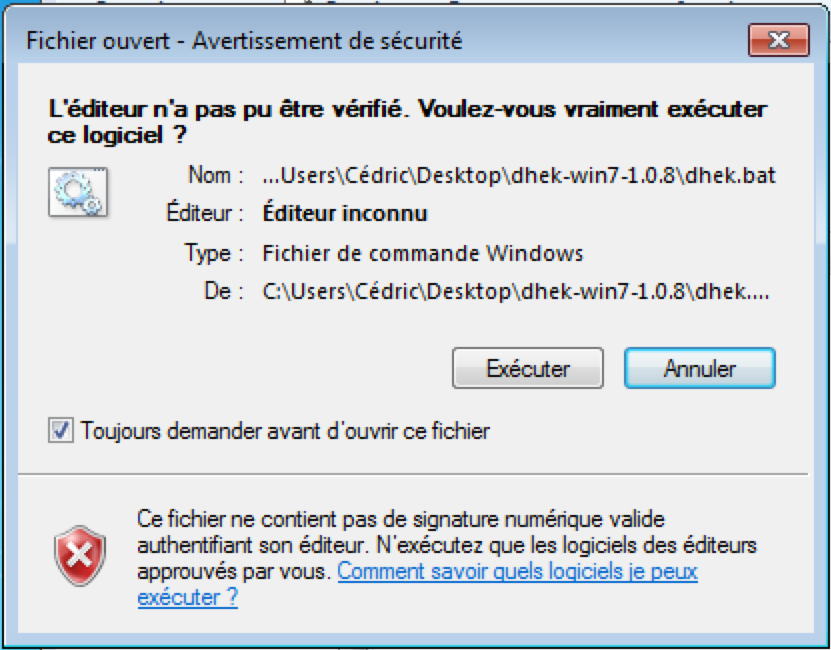 Fichier ouvert - Avertissement de sécurité
L'éditeur n'a pas pu être vérifié. Voulez-vous vraiment exécuter
ce logiciel ?
Nom : ...Users\Cédric\Desktop\dhek-win7-1.0.8\dhek.bat
Éditeur : Éditeur inconnu
Type : Fichier de commande Windows
De : C:\Users\Cédric\Desktop\dhek-win7-1.0.8\dhek....
Exécuter Annuler
Toujours demander avant d'ouvrir ce fichier
Ce fichier ne contient pas de signature numérique valide
authentifiant son éditeur. N'exécutez que les logiciels des éditeurs
approuvés par vous. Comment savoir quels logiciels je peux
exécuter ?